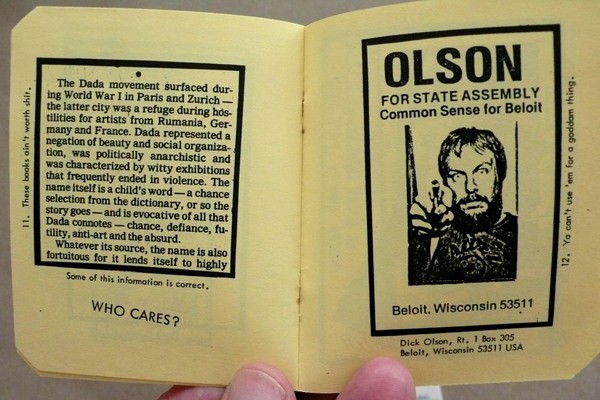 11. These books ain't worth shit.
The Dada movement surfaced dur-
ing World War I in Paris and Zurich —
the latter city was a refuge during hos-
tilities for artists from Rumania, Ger-
many and France. Dada represented a
negation of beauty and social organiza-
tion, was politically anarchistic and
was characterized by witty exhibitions
that frequently ended in violence. The
name itself is a child's word — a chance
selection from the dictionary, or so the
story goes — and is evocative of all that
Dada connotes — chance, defiance, fu-
tility, anti-art and the absurd.
Whatever its source, the name is also
fortuitous for it lends itself to highly
Some of this information is correct.
WHO CARES?
OLSON
FOR STATE ASSEMBLY
Common Sense for Beloit
Beloit, Wisconsin 53511
Dick Olson, Rt. 1 Box 305
Beloit, Wisconsin 53511 USA
12. Ya can't use 'em for a goddam thing.